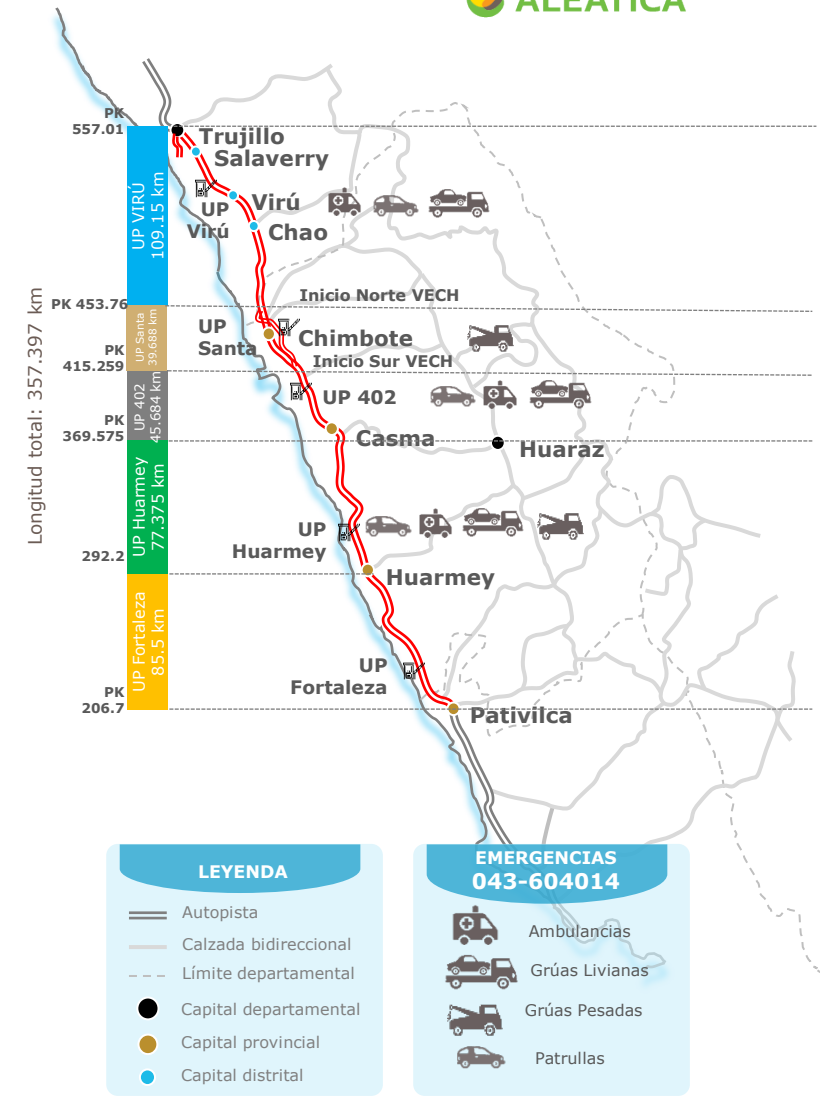 ALEATICA
PK
557.01
Trujillo
Salaverry
UP VIRÚ
109.15 km
UP
Virú
Virú
Chao
PK 453.76
Inicio Norte VECH
UP Santa
39.688 km
UP
Santa
Chimbote
Inicio Sur VECH
PK
415.259
UP 402
45.684 km
UP 402
PK
369.575
Casma
Huaraz
Longitud total: 357.397 km
UP Huarmey
77.375 km
UP
Huarmey
292.2
Huarmey
UP Fortaleza
85.5 km
UP
Fortaleza
PK
206.7
Pativilca
LEYENDA
Autopista
Calzada bidireccional
Límite departamental
Capital departamental
Capital provincial
Capital distrital
EMERGENCIAS
043-604014
Ambulancias
Grúas Livianas
Grúas Pesadas
Patrullas